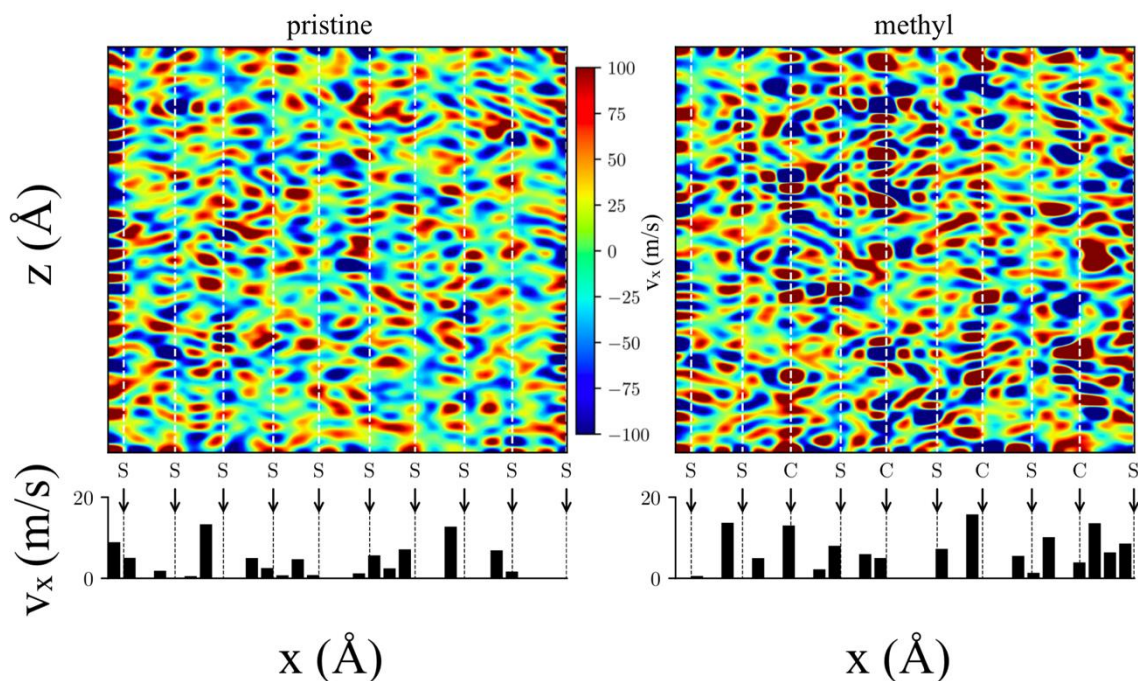 pristine
methyl
z (Å)
100
75
50
25
0
−25
−50
−75
−100
vₓ (m/s)
S S S S S S S S S S
S S C S C S C S C S
vₓ (m/s)
20
0
20
0
x (Å)
x (Å)